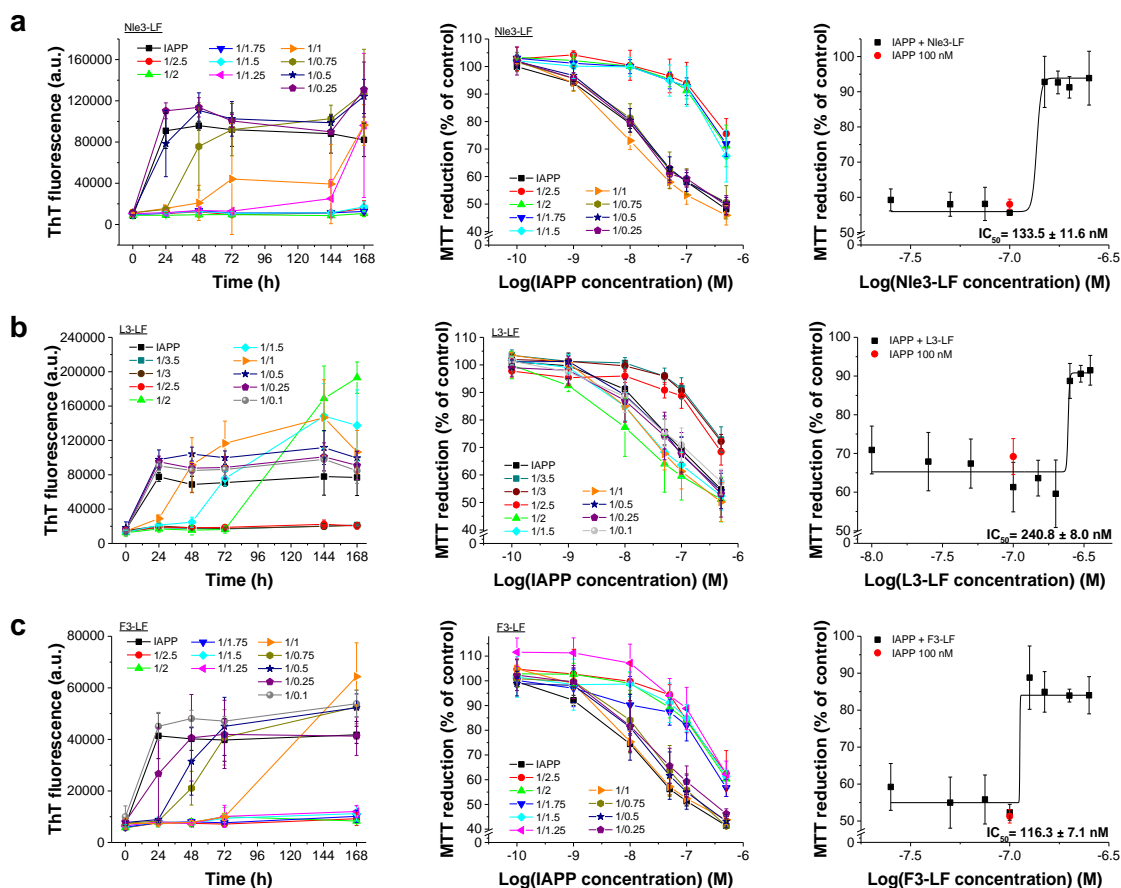 a
Nle3-LF
IAPP 1/1.75 1/1
1/2.5 1/1.5 1/0.75
1/2 1/1.25 1/0.5
1/0.25
160000
120000
80000
40000
0
ThT fluorescence (a.u.)
0 24 48 72 96 120 144 168
Time (h)
Nle3-LF
110
100
90
80
70
60
50
40
0
MTT reduction (% of control)
IAPP
1/2.5 1/1
1/2 1/0.75
1/1.75 1/0.5
1/1.5 1/0.25
-10 -9 -8 -7 -6
Log(IAPP concentration) (M)
IAPP + Nle3-LF
IAPP 100 nM
100
90
80
70
60
50
0
MTT reduction (% of control)
IC50= 133.5 ± 11.6 nM
-7.5 -7.0 -6.5
Log(Nle3-LF concentration) (M)
b
L3-LF
IAPP 1/1.5
1/3.5 1/1
1/3 1/0.5
1/2.5 1/0.25
1/2 1/0.1
240000
200000
160000
120000
80000
40000
0
ThT fluorescence (a.u.)
0 24 48 72 96 120 144 168
Time (h)
L3-LF
110
100
90
80
70
60
50
40
0
MTT reduction (% of control)
IAPP
1/3.5
1/3 1/1
1/2.5 1/0.5
1/2 1/0.25
1/1.5 1/0.1
-10 -9 -8 -7 -6
Log(IAPP concentration) (M)
IAPP + L3-LF
IAPP 100 nM
100
90
80
70
60
50
0
MTT reduction (% of control)
IC50= 240.8 ± 8.0 nM
-8.0 -7.5 -7.0 -6.5
Log(L3-LF concentration) (M)
c
F3-LF
IAPP 1/1.75 1/1
1/2.5 1/1.5 1/0.75
1/2 1/1.25 1/0.5
1/0.25
1/0.1
80000
60000
40000
20000
0
ThT fluorescence (a.u.)
0 24 48 72 96 120 144 168
Time (h)
F3-LF
110
100
90
80
70
60
50
40
0
MTT reduction (% of control)
IAPP
1/2.5 1/1
1/2 1/0.75
1/1.75 1/0.5
1/1.5 1/0.25
1/1.25
-10 -9 -8 -7 -6
Log(IAPP concentration) (M)
IAPP + F3-LF
IAPP 100 nM
100
90
80
70
60
50
0
MTT reduction (% of control)
IC50= 116.3 ± 7.1 nM
-7.5 -7.0 -6.5
Log(F3-LF concentration) (M)